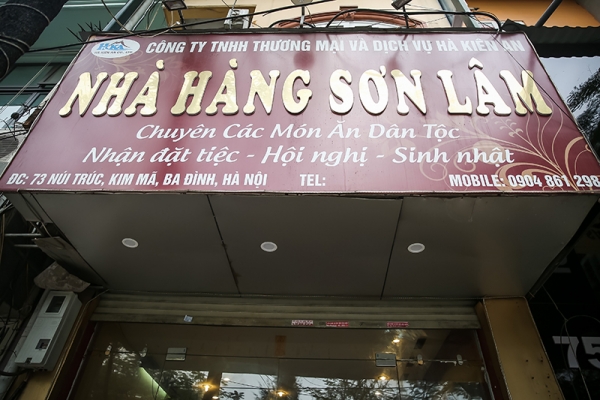 CÔNG TY TNHH THƯƠNG MẠI VÀ DỊCH VỤ HÀ KIÊN AN
NHÀ HÀNG SƠN LÂM
Chuyên Các Món Ăn Dân Tộc
Nhận đặt tiệc - Hội nghị - Sinh nhật
ĐC: 73 NÚI TRÚC, KIM MÃ, BA ĐÌNH, HÀ NỘI TEL: MOBILE: 0904 861 298
75